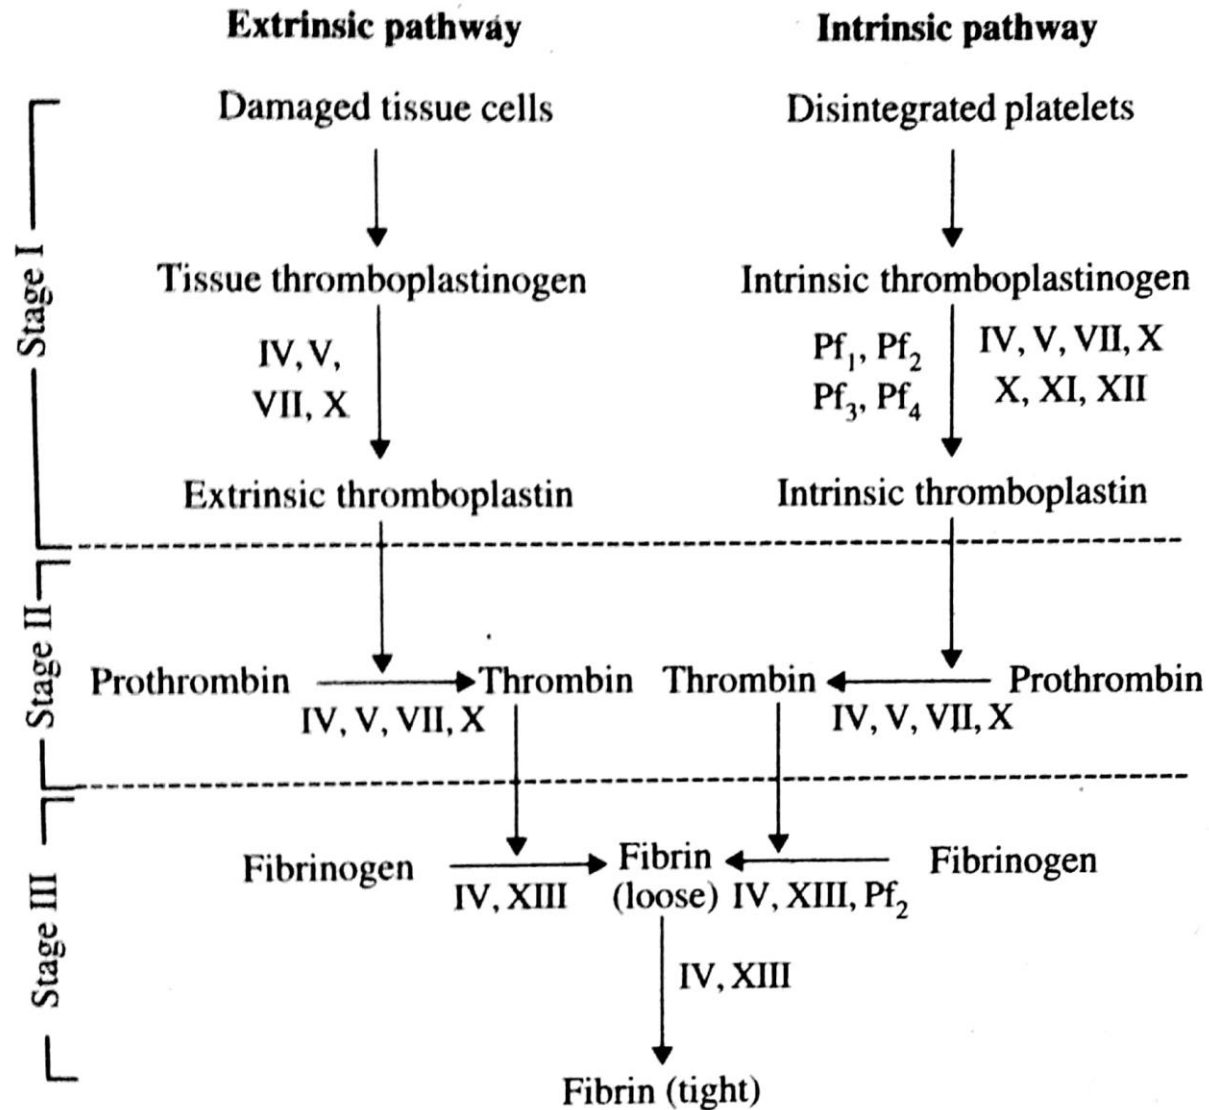 Extrinsic pathway
Intrinsic pathway
Damaged tissue cells
Disintegrated platelets
Stage I
Tissue thromboplastinogen
Intrinsic thromboplastinogen
IV, V,
VII, X
Pf₁, Pf₂
Pf₃, Pf₄
IV, V, VII, X
X, XI, XII
Extrinsic thromboplastin
Intrinsic thromboplastin
Stage II
Prothrombin
Thrombin
Thrombin
Prothrombin
IV, V, VII, X
IV, V, VII, X
Stage III
Fibrinogen
Fibrin
(loose)
Fibrinogen
IV, XIII
IV, XIII, Pf₂
IV, XIII
Fibrin (tight)